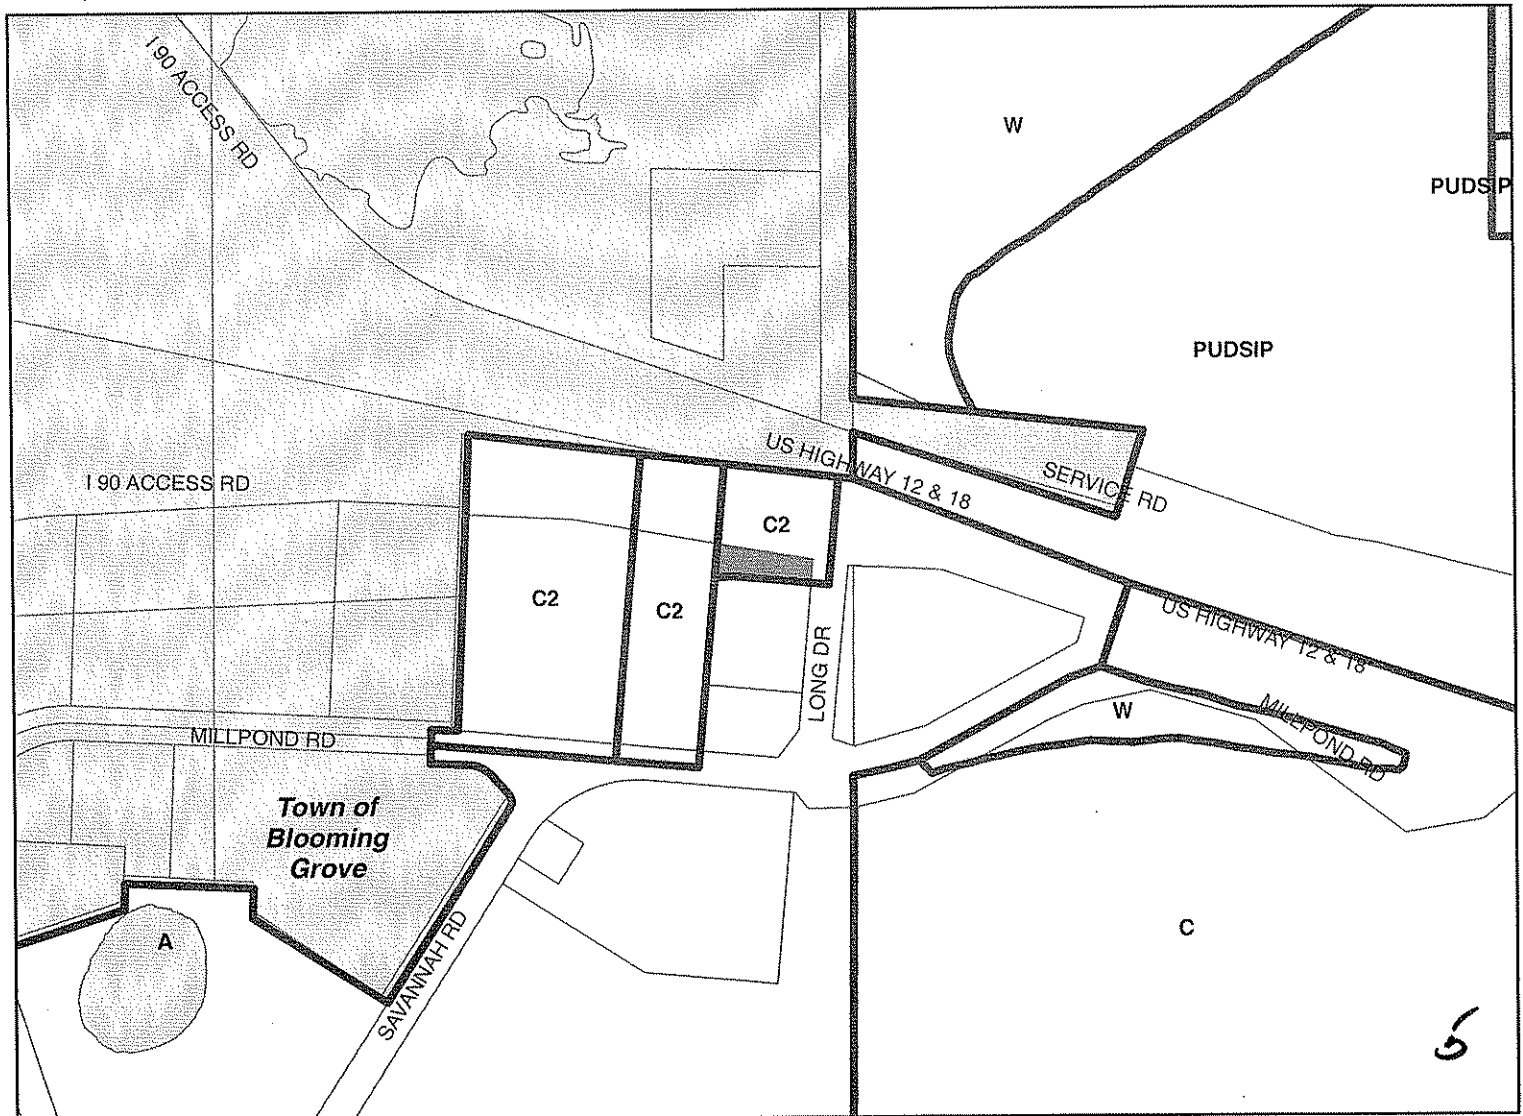 I 90 ACCESS RD
W
PUDSIP
PUDSIP
US HIGHWAY 12 & 18
SERVICE RD
I 90 ACCESS RD
C2
C2
C2
US HIGHWAY 12 & 18
LONG DR
MILLPOND RD
W
MILLPOND RD
Town of
Blooming
Grove
SAVANNAH RD
A
C
5